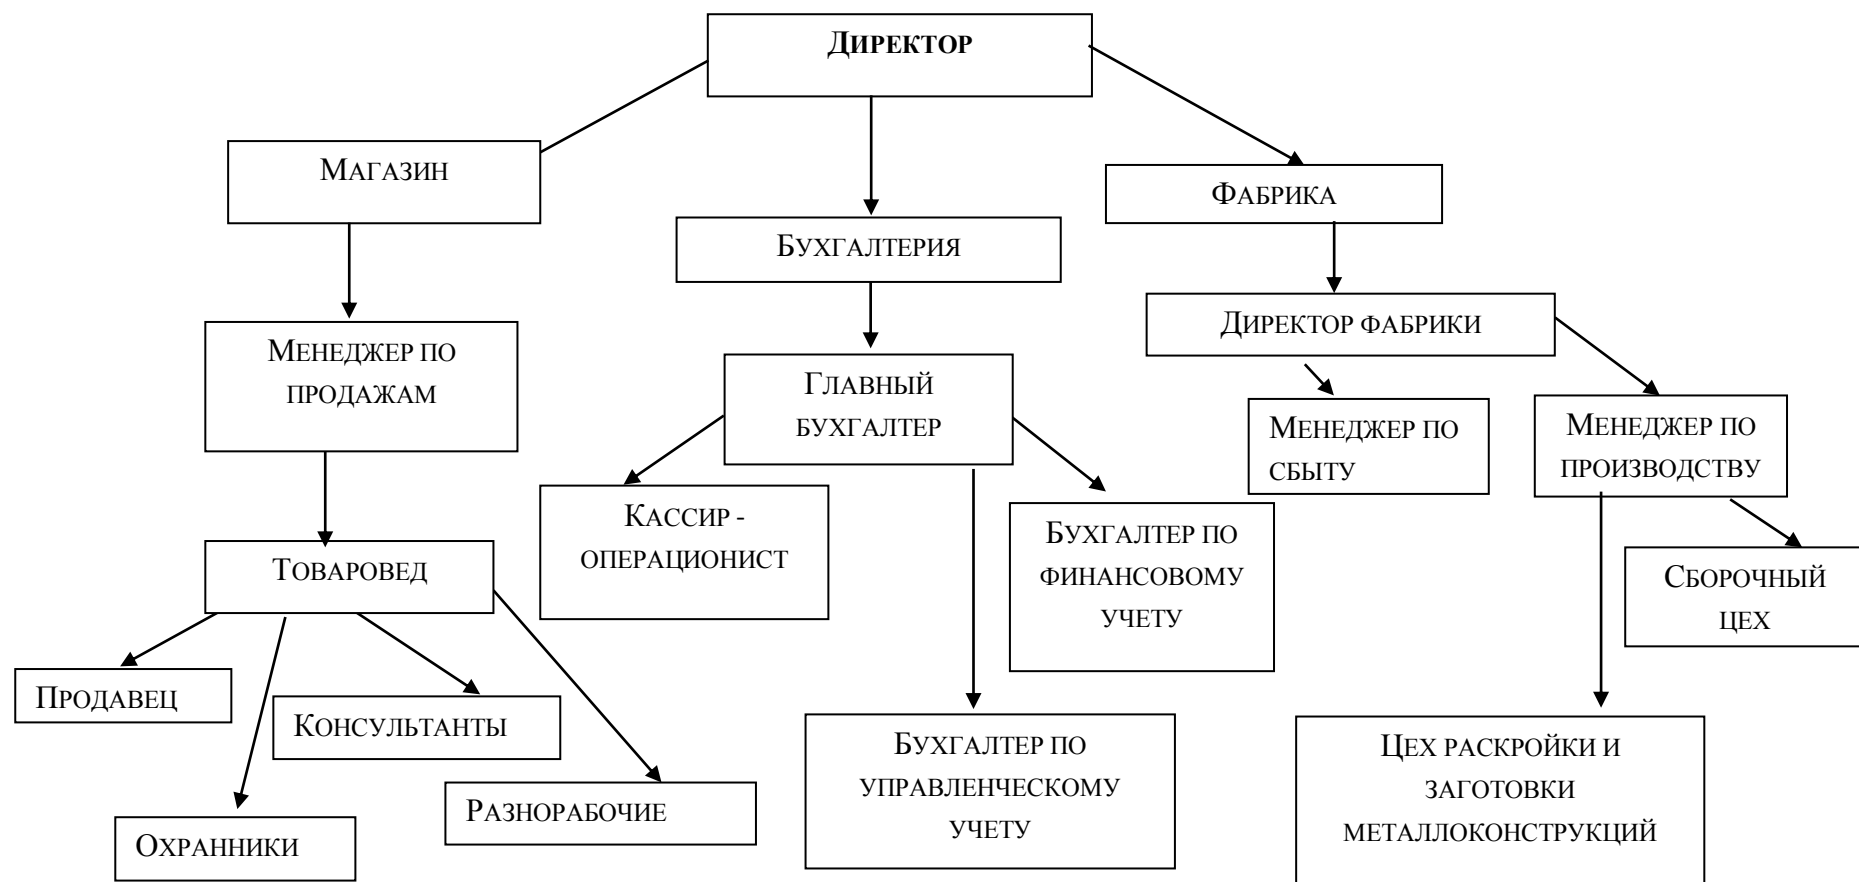 ДИРЕКТОР
МАГАЗИН
ФАБРИКА
БУХГАЛТЕРИЯ
ДИРЕКТОР ФАБРИКИ
МЕНЕДЖЕР ПО
ПРОДАЖАМ
ГЛАВНЫЙ
БУХГАЛТЕР
МЕНЕДЖЕР ПО
СБЫТУ
МЕНЕДЖЕР ПО
ПРОИЗВОДСТВУ
КАССИР -
ОПЕРАЦИОНИСТ
БУХГАЛТЕР ПО
ФИНАНСОВОМУ
УЧЕТУ
ТОВАРОВЕД
СБОРОЧНЫЙ
ЦЕХ
ПРОДАВЕЦ
КОНСУЛЬТАНТЫ
БУХГАЛТЕР ПО
УПРАВЛЕНЧЕСКОМУ
УЧЕТУ
ЦЕХ РАСКРОЙКИ И
ЗАГОТОВКИ
МЕТАЛЛОКОНСТРУКЦИЙ
РАЗНОРАБОЧИЕ
ОХРАННИКИ